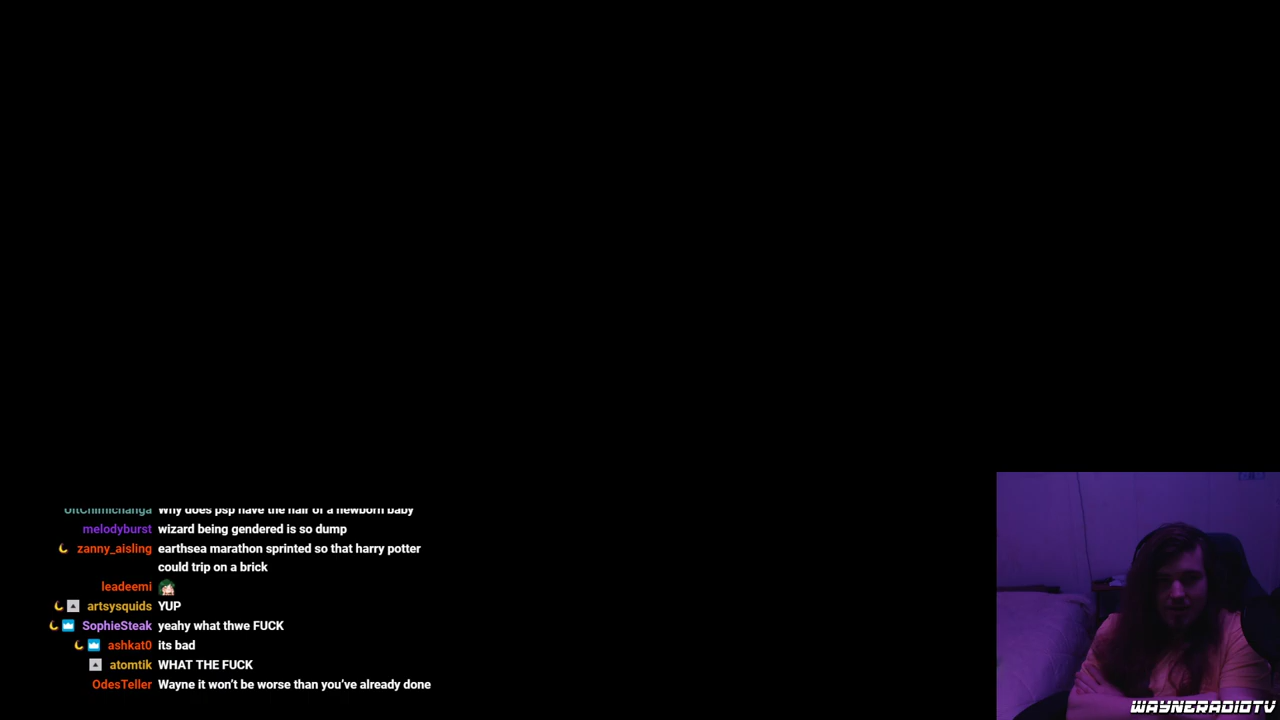 UltChimichanga Why does psp have the hair of a newborn baby
melodyburst wizard being gendered is so dump
zanny_aisling earthsea marathon sprinted so that harry potter
could trip on a brick
leadeemi
artsysquids YUP
SophieSteak yeahy what thwe FUCK
ashkat0 its bad
atomtik WHAT THE FUCK
OdesTeller Wayne it won't be worse than you've already done
WAYNERADIOTV